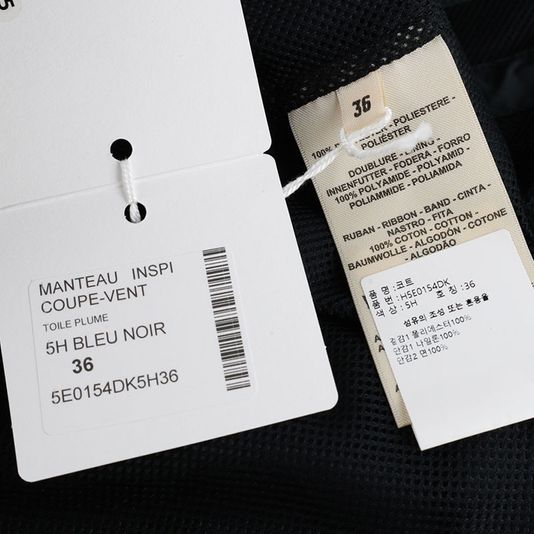 MANTEAU INSPI
COUPE-VENT
TOILE PLUME
5H BLEU NOIR
36
5E0154DK5H36
36
100% - POLIESTERE -
POLIÉSTER
DOUBLURE - LINING -
INNENFUTTER - FODERA - FORRO
100% POLYAMIDE - POLYAMID -
POLIAMMIDE - POLIAMIDA
RUBAN - RIBBON - BAND - CINTA -
NASTRO - FITA
100% COTON - COTTON -
BAUMWOLLE - ALGODÓN - COTONE
- ALGODÃO
품 명 : 코트
품 번 : H5E0154DK
색 상 : 5H 호 칭 : 36
섬유의 조성 또는 혼용율
겉감1 폴리에스터100%
안감1 나일론100%
안감2 면100%